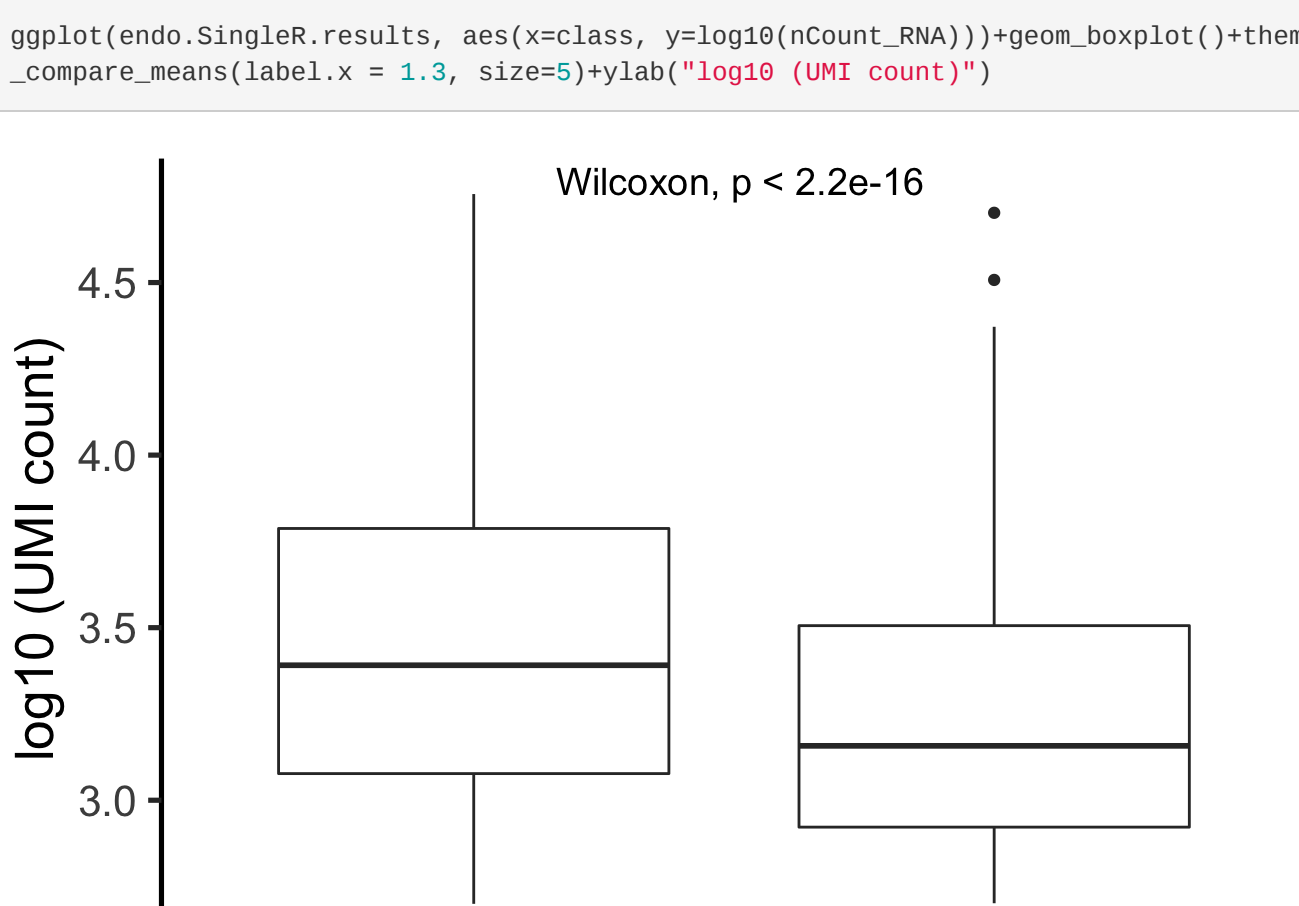 ggplot(endo.SingleR.results, aes(x=class, y=log10(nCount_RNA)))+geom_boxplot()+them
_compare_means(label.x = 1.3, size=5)+ylab("log10 (UMI count)")
Wilcoxon, p < 2.2e-16
4.5
4.0
3.5
3.0
log10 (UMI count)